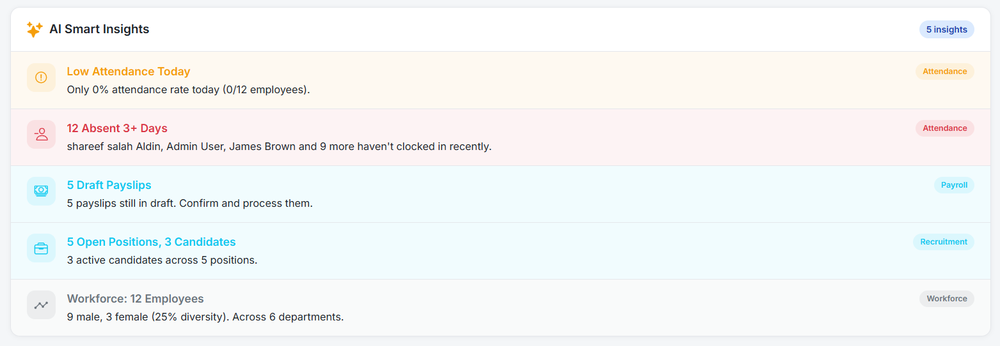 AI Smart Insights
5 insights
Low Attendance Today
Attendance
Only 0% attendance rate today (0/12 employees).
12 Absent 3+ Days
Attendance
shareef salah Aldin, Admin User, James Brown and 9 more haven't clocked in recently.
5 Draft Payslips
Payroll
5 payslips still in draft. Confirm and process them.
5 Open Positions, 3 Candidates
Recruitment
3 active candidates across 5 positions.
Workforce: 12 Employees
Workforce
9 male, 3 female (25% diversity). Across 6 departments.